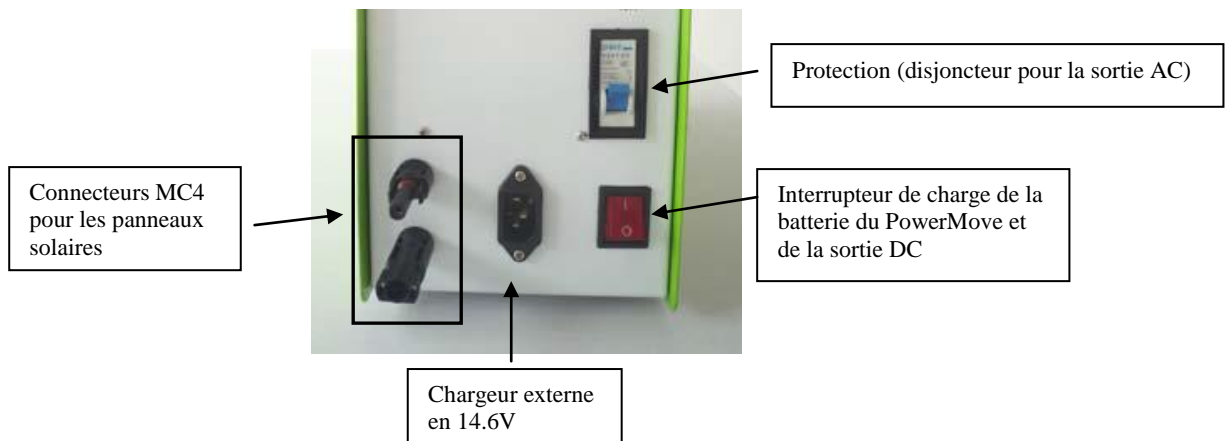 Protection (disjoncteur pour la sortie AC)
Connecteurs MC4
pour les panneaux
solaires
Interrupteur de charge de la
batterie du PowerMove et
de la sortie DC
I
O
Chargeur externe
en 14.6V